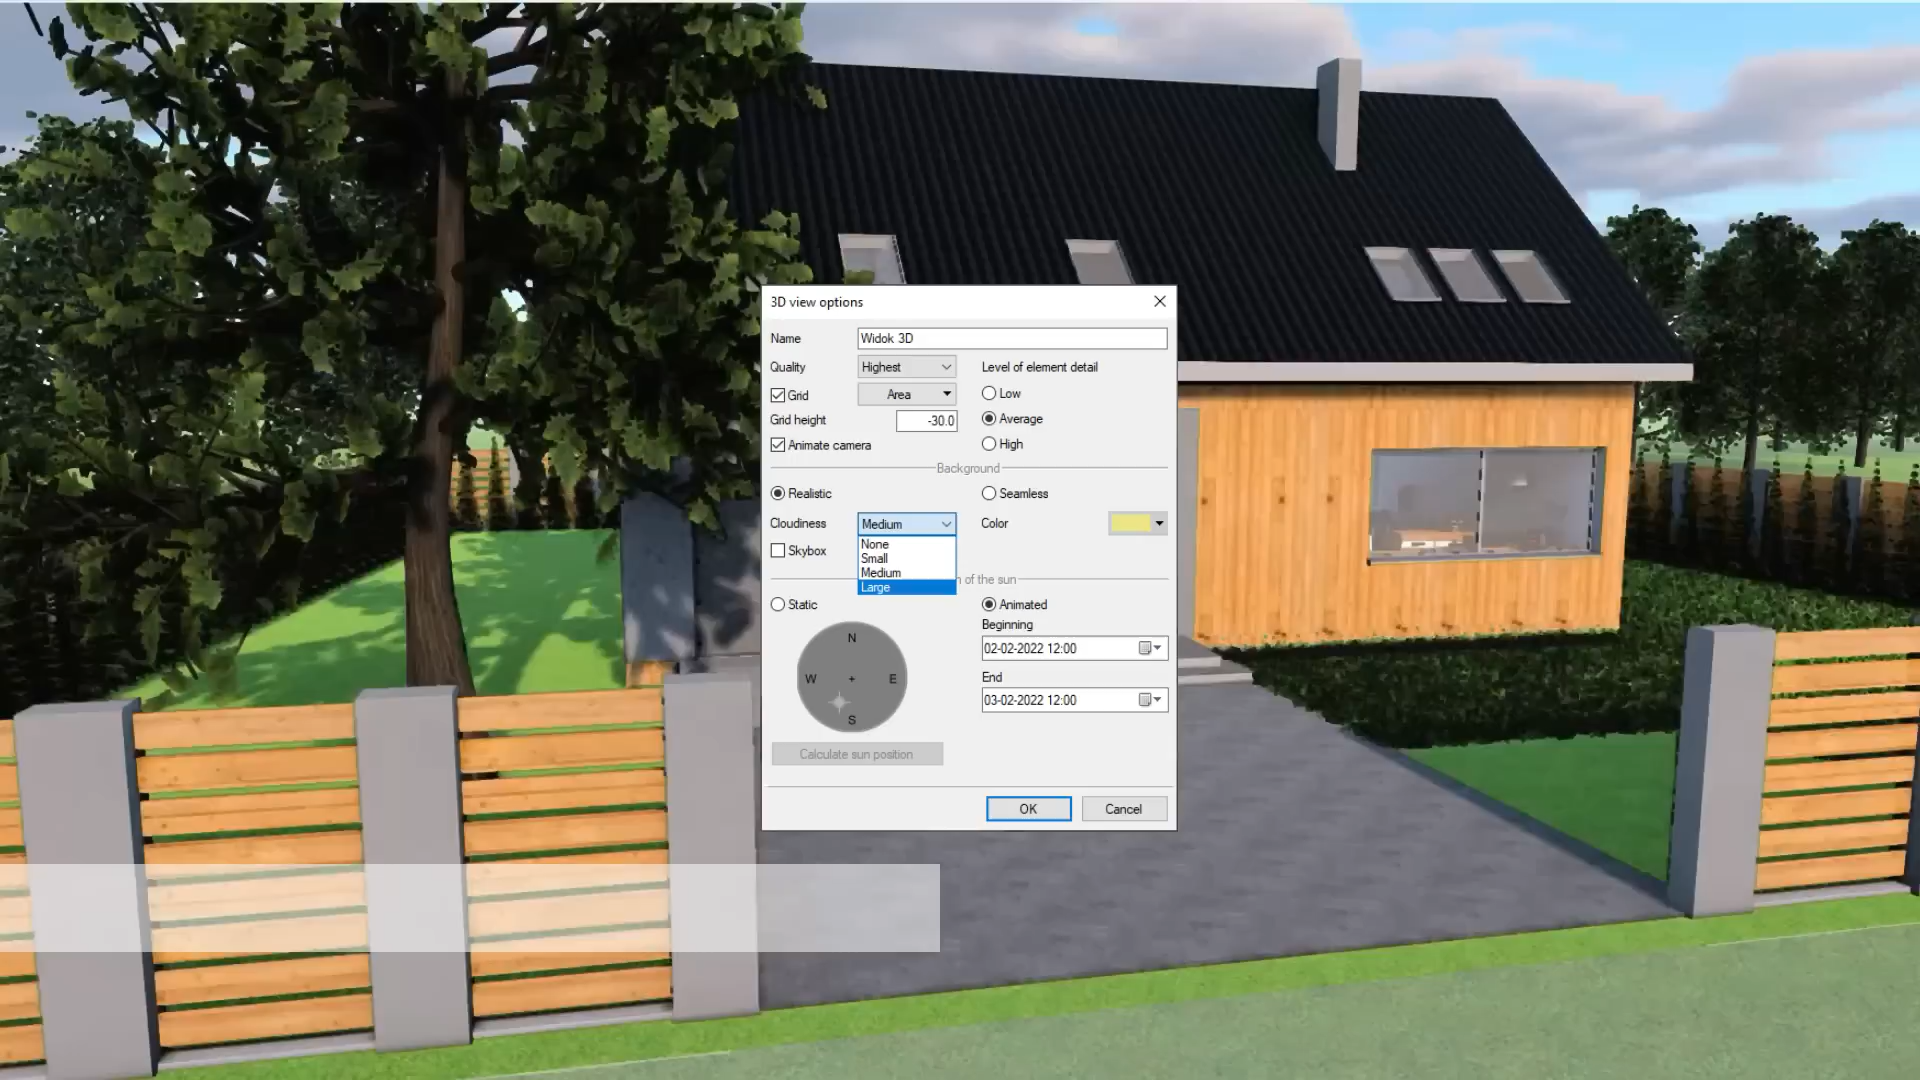 3D view options
Name Widok 3D
Quality Highest Level of element detail
Grid Area Low
Grid height -30.0 Average
Animate camera High
Background
Realistic Seamless
Cloudiness Medium Color
None
Skybox
Small
Medium
of the sun
Large
Static Animated
Beginning
N
02-02-2022 12:00
W + E
End
03-02-2022 12:00
S
Calculate sun position
OK Cancel